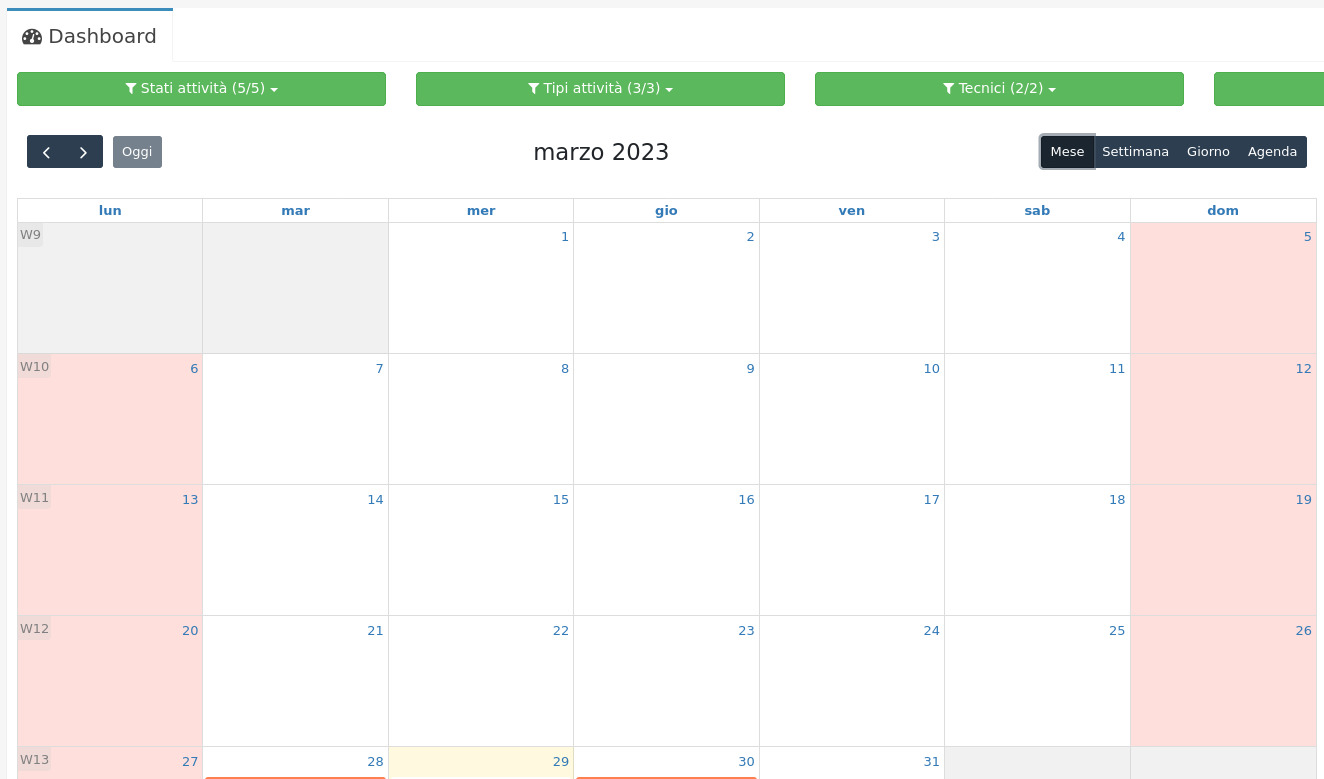 Dashboard
Stati attività (5/5) Tipi attività (3/3) Tecnici (2/2)
Oggi marzo 2023 Mese Settimana Giorno Agenda
lun mar mer gio ven sab dom
W9 1 2 3 4 5
W10 6 7 8 9 10 11 12
W11 13 14 15 16 17 18 19
W12 20 21 22 23 24 25 26
W13 27 28 29 30 31